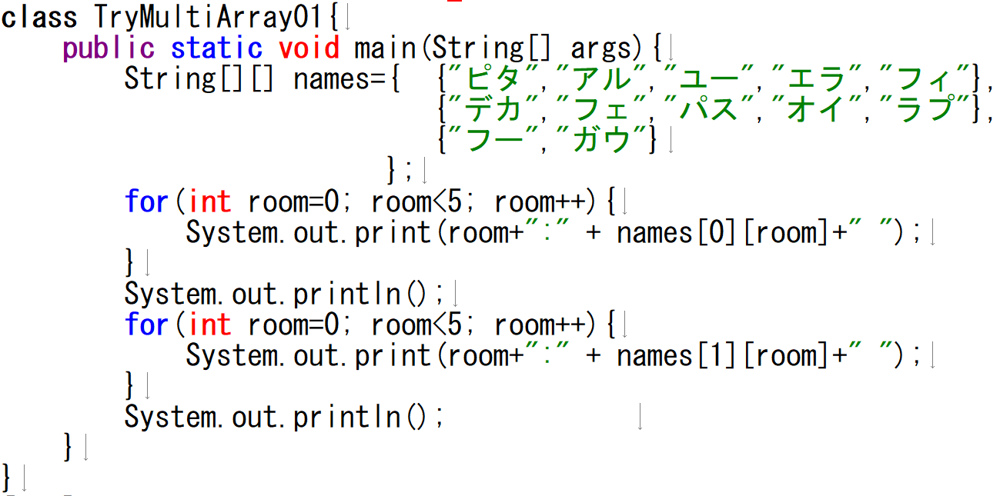 class TryMultiArray01{
    public static void main(String[] args){
        String[][] names={  {"ピタ","アル","ユー","エラ","フィ"},
                            {"デカ","フェ","パス","オイ","ラプ"},
                            {"フー","ガウ"}
                         };
        for(int room=0; room<5; room++){
            System.out.print(room+":" + names[0][room]+" ");
        }
        System.out.println();
        for(int room=0; room<5; room++){
            System.out.print(room+":" + names[1][room]+" ");
        }
        System.out.println();
    }
}